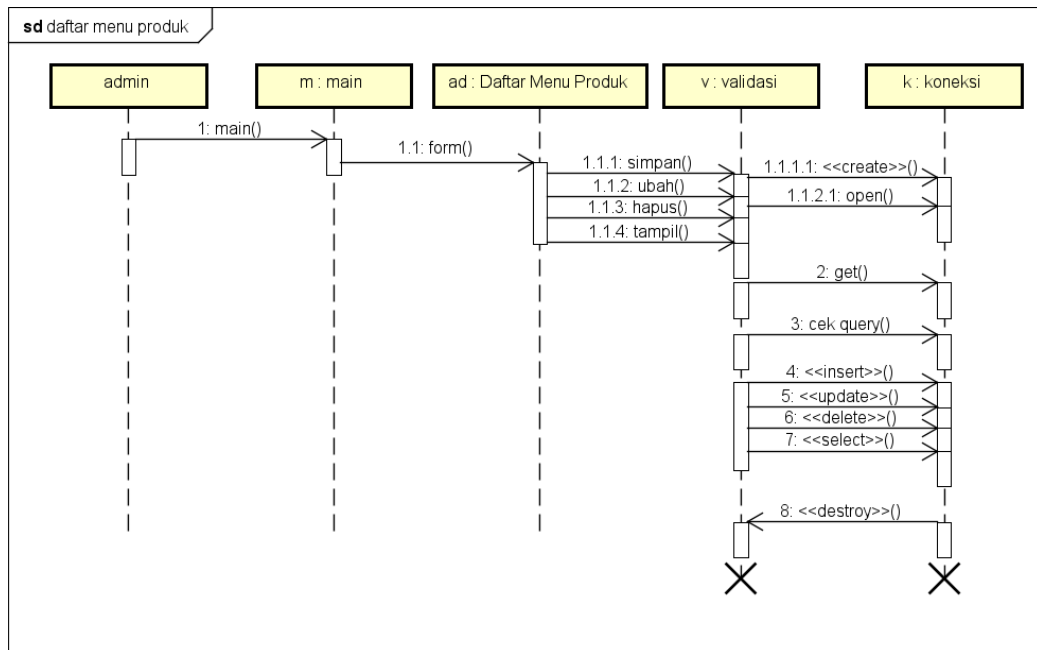 sd daftar menu produk
admin
m : main
ad : Daftar Menu Produk
v : validasi
k : koneksi
1: main()
1.1: form()
1.1.1: simpan()
1.1.1.1: <<create>>()
1.1.2: ubah()
1.1.2.1: open()
1.1.3: hapus()
1.1.4: tampil()
2: get()
3: cek query()
4: <<insert>>()
5: <<update>>()
6: <<delete>>()
7: <<select>>()
8: <<destroy>>()